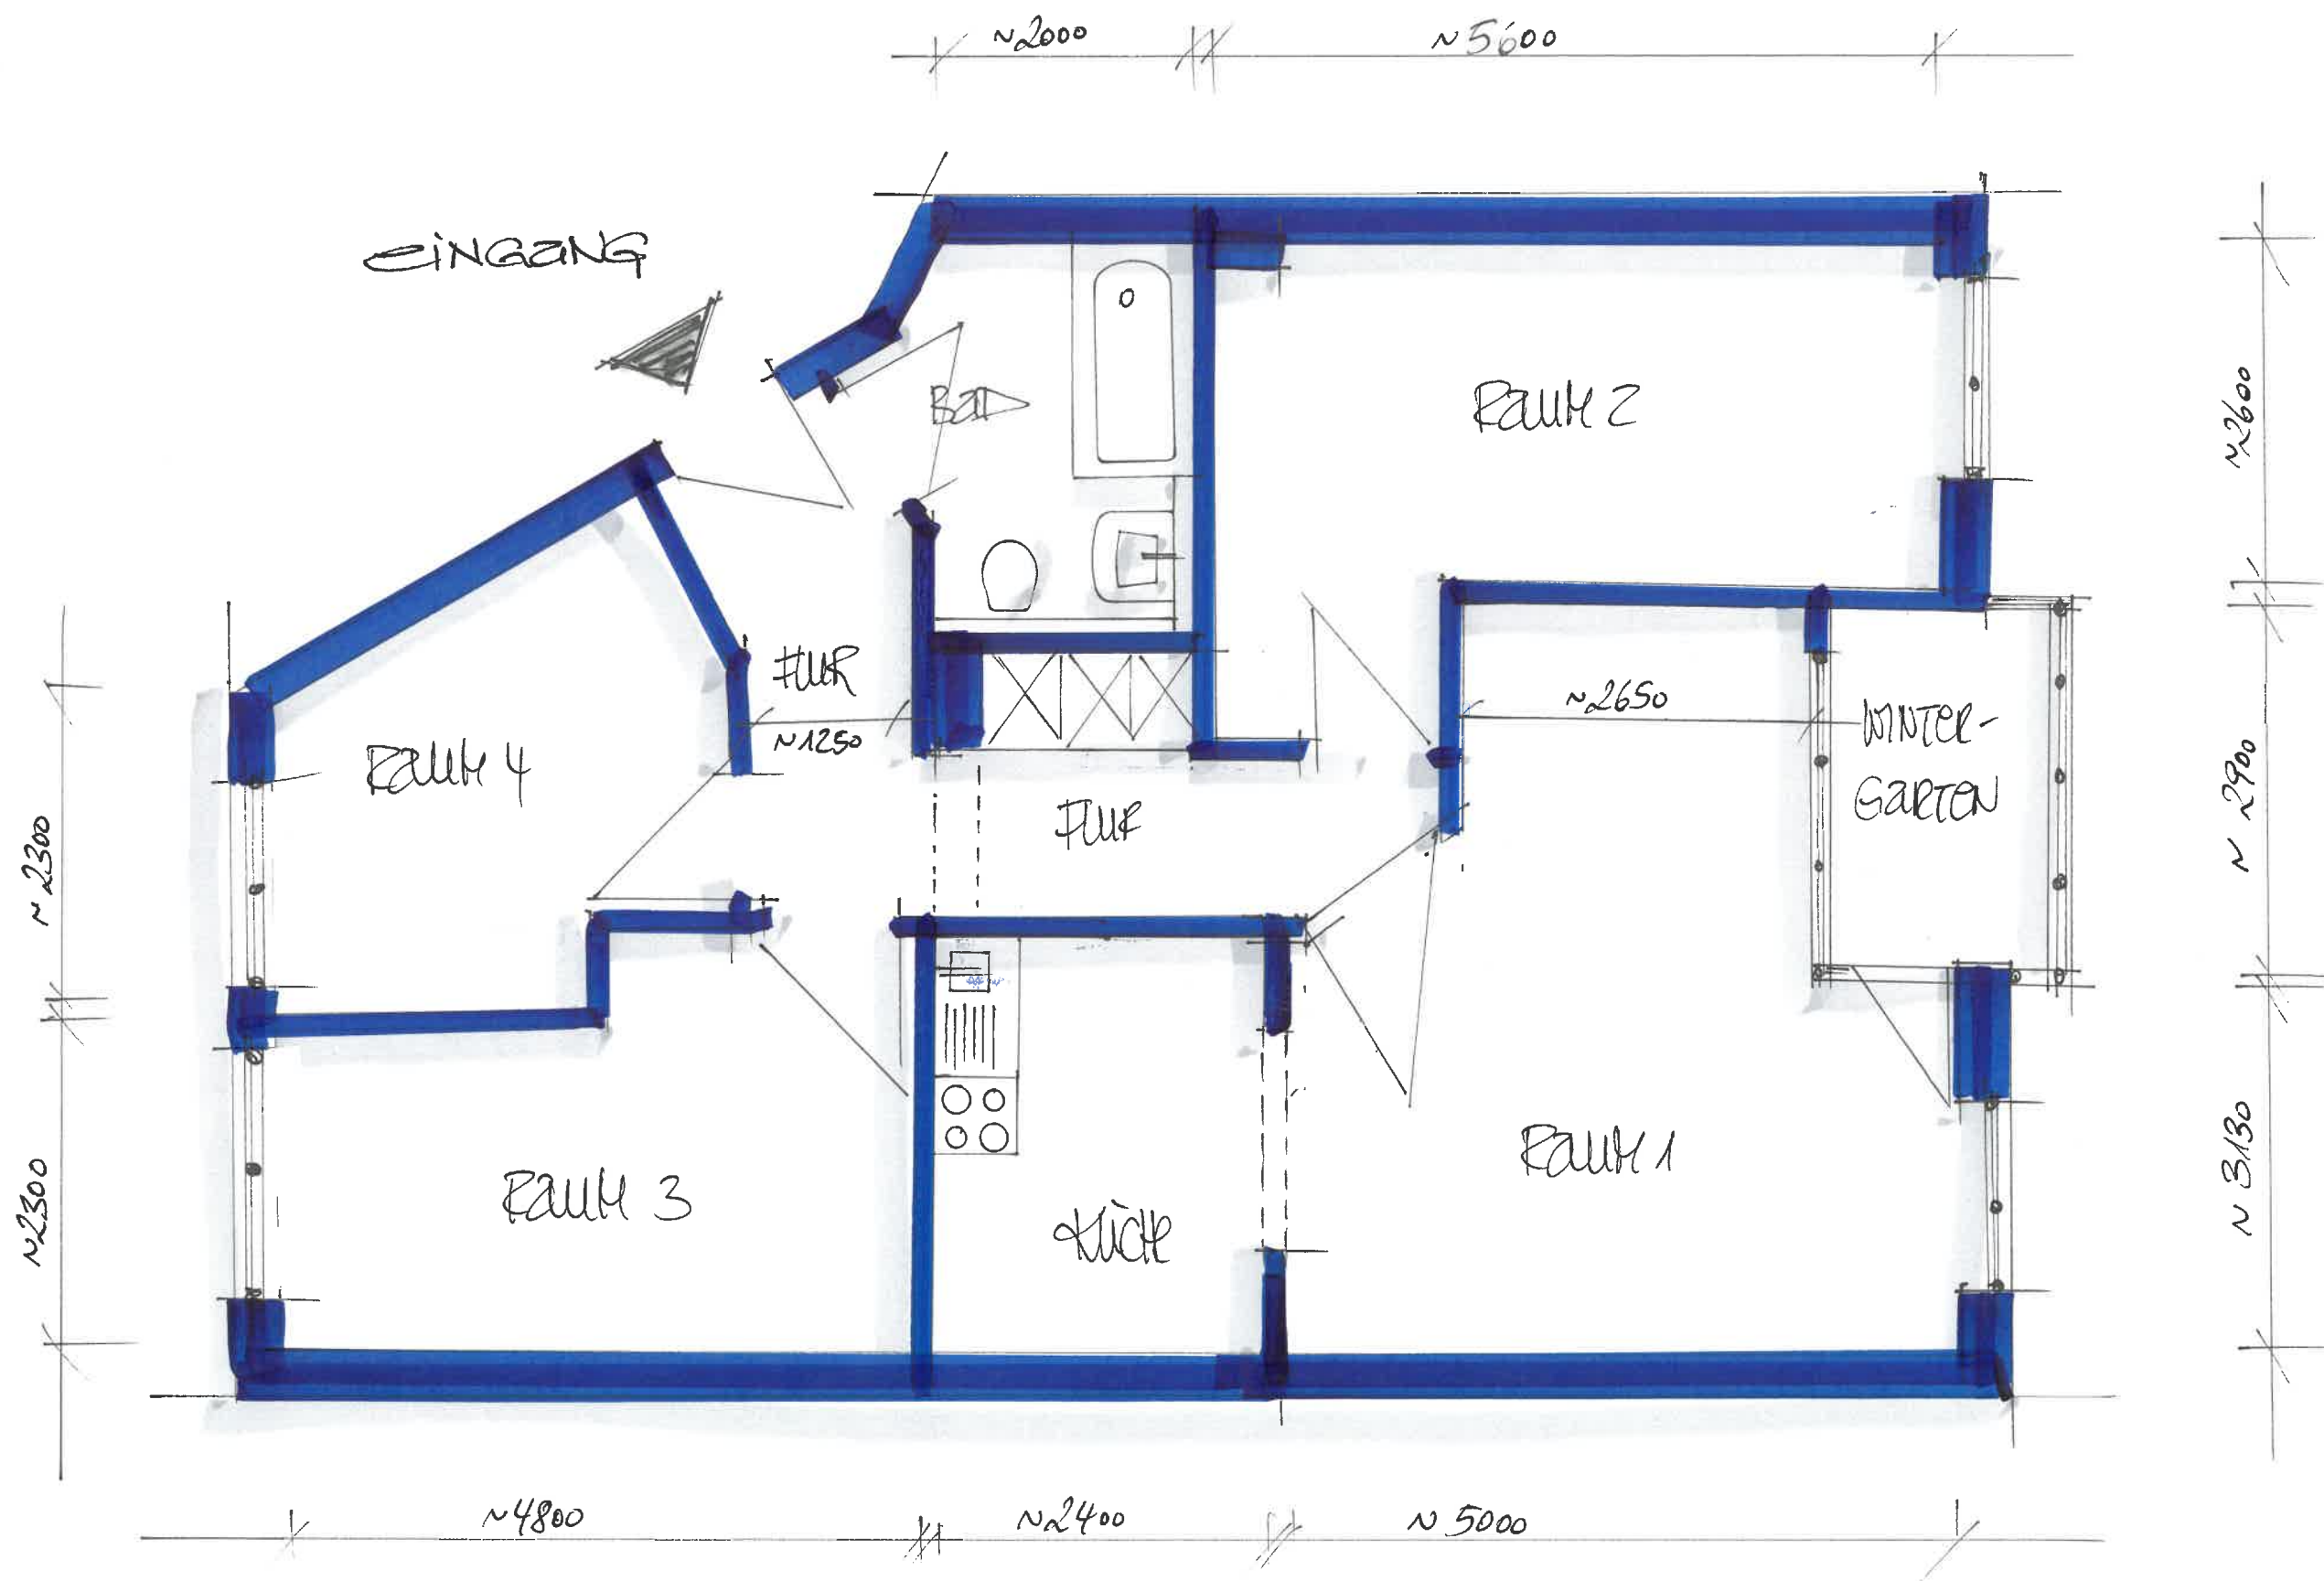 ~2000
~5600
EINGANG
BAD
RAUM 2
~2600
FLUR
~2650
WINTER-
GARTEN
RAUM 4
~1250
~2900
FLUR
~2300
RAUM 1
~3130
RAUM 3
~2300
KÜCHE
~4800
~2400
~5000